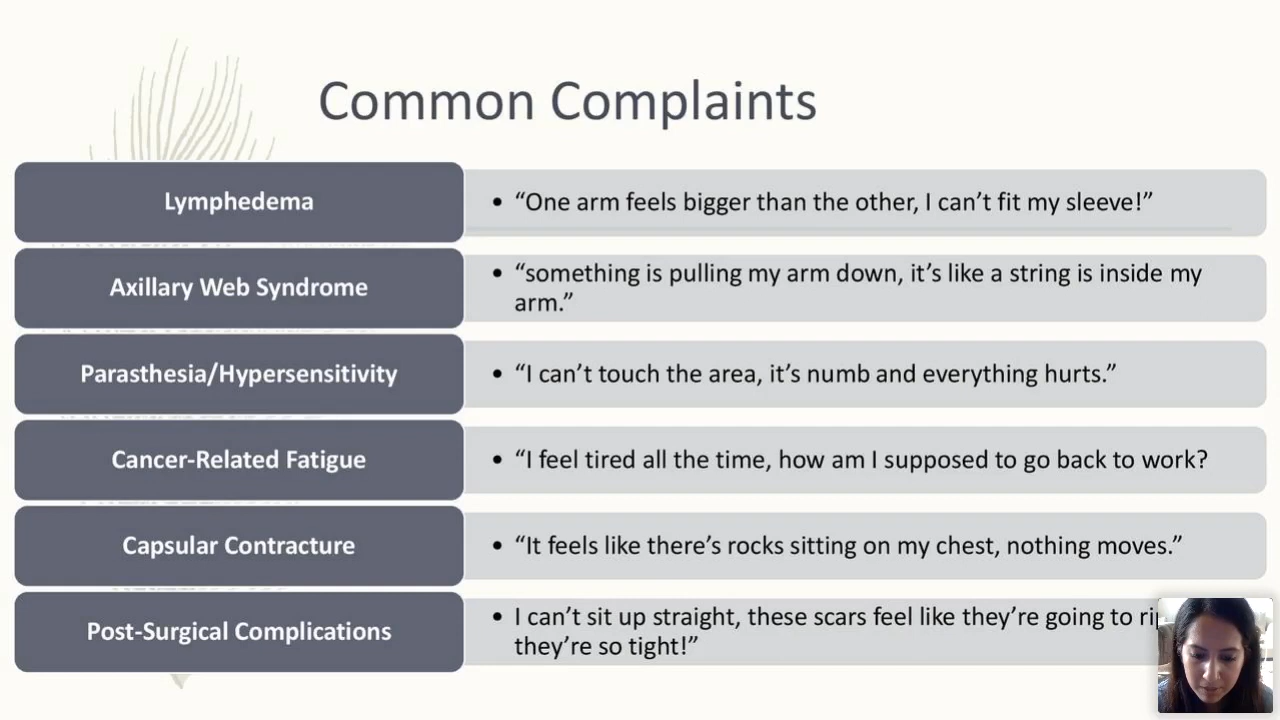 Common Complaints
Lymphedema
• “One arm feels bigger than the other, I can’t fit my sleeve!”
Axillary Web Syndrome
• “something is pulling my arm down, it’s like a string is inside my
arm.”
Parasthesia/Hypersensitivity
• “I can’t touch the area, it’s numb and everything hurts.”
Cancer-Related Fatigue
• “I feel tired all the time, how am I supposed to go back to work?
Capsular Contracture
• “It feels like there’s rocks sitting on my chest, nothing moves.”
Post-Surgical Complications
• I can’t sit up straight, these scars feel like they’re going to
they’re so tight!”